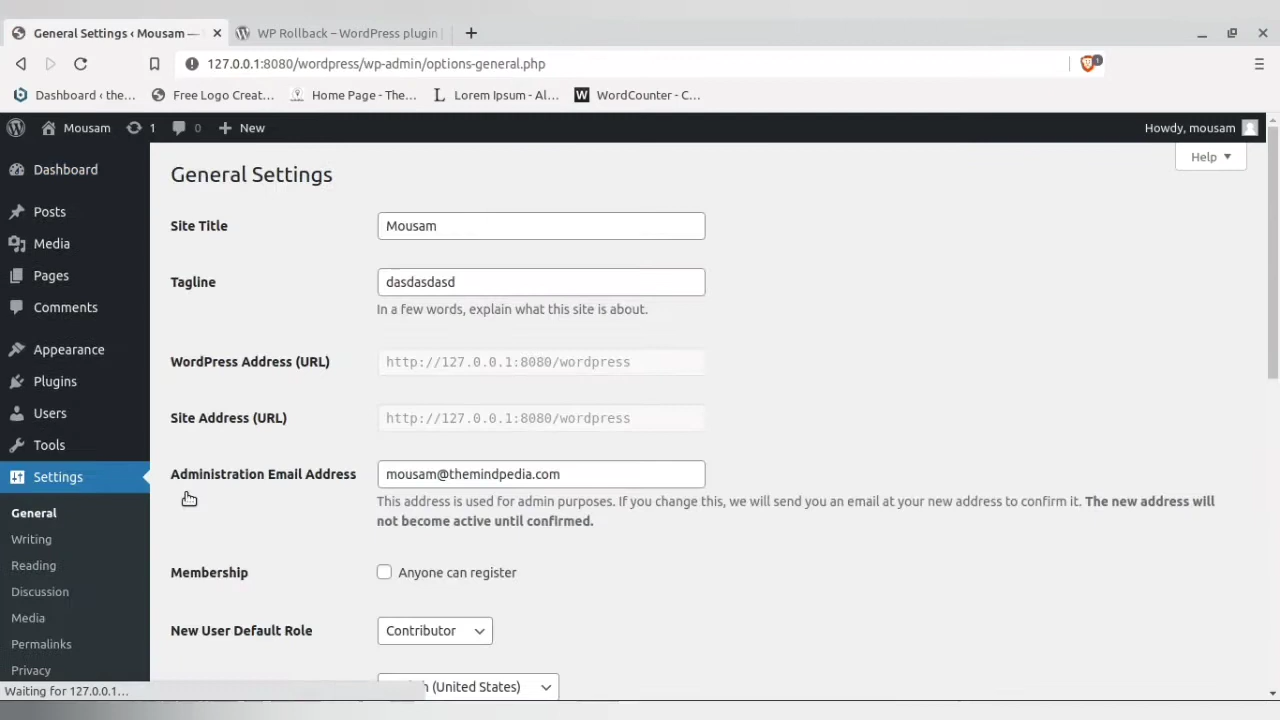 General Settings ‹ Mousam —
WP Rollback – WordPress plugin
127.0.0.1:8080/wordpress/wp-admin/options-general.php
1
Dashboard ‹ the...
Free Logo Creat...
Home Page - The...
Lorem Ipsum - Al...
WordCounter - C...
Mousam
1
0
New
Howdy, mousam
Help
Dashboard
Posts
Media
Pages
Comments
Appearance
Plugins
Users
Tools
Settings
General
Writing
Reading
Discussion
Media
Permalinks
Privacy
General Settings
Site Title
Mousam
Tagline
dasdasdasd
In a few words, explain what this site is about.
WordPress Address (URL)
http://127.0.0.1:8080/wordpress
Site Address (URL)
http://127.0.0.1:8080/wordpress
Administration Email Address
mousam@themindpedia.com
This address is used for admin purposes. If you change this, we will send you an email at your new address to confirm it. The new address will
not become active until confirmed.
Membership
Anyone can register
New User Default Role
Contributor
(United States)
Waiting for 127.0.0.1...